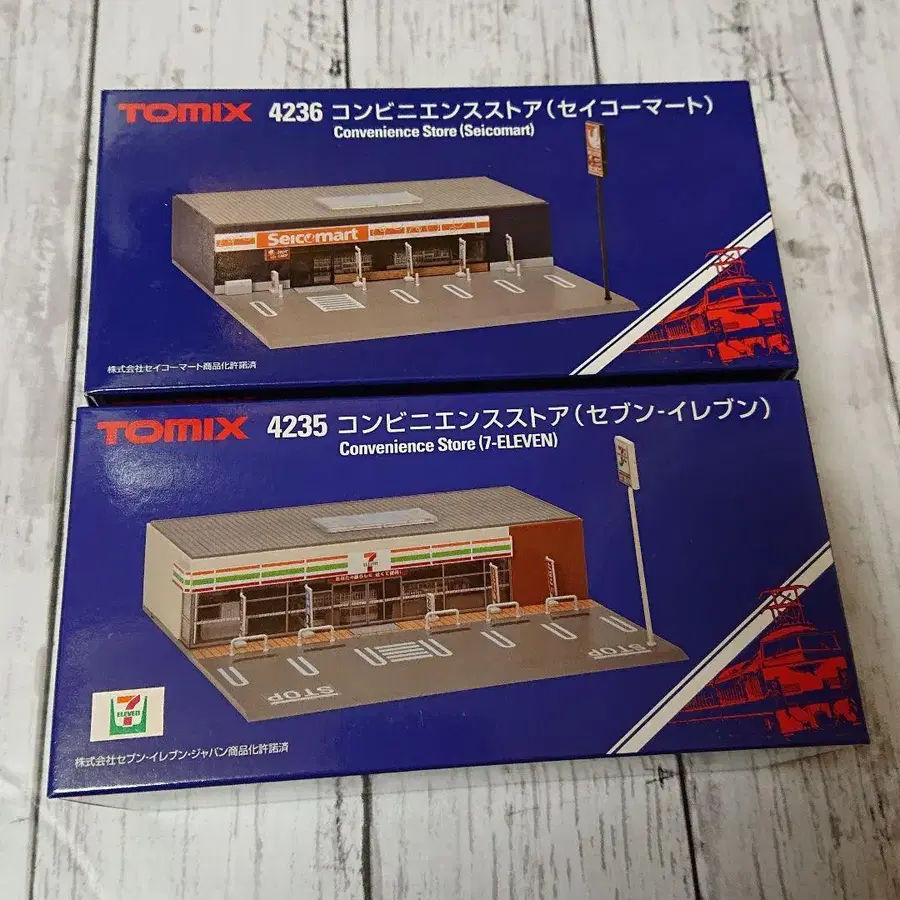 TOMIX 4236 コンビニエンスストア(セイコーマート)
Convenience Store (Seicomart)
Seicomart
株式会社セイコーマート商品化許諾済
TOMIX 4235 コンビニエンスストア(セブン-イレブン)
Convenience Store (7-ELEVEN)
7 ELEVEN
STOP
STOP
7 ELEVEN
株式会社セブン-イレブン・ジャパン商品化許諾済